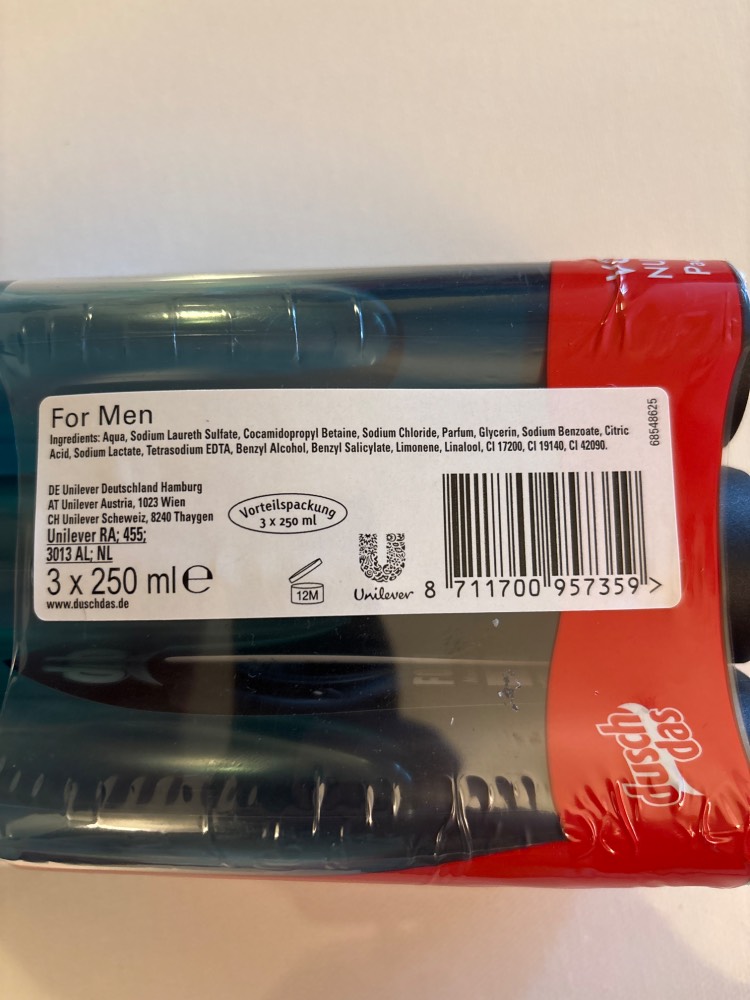 For Men
Ingredients: Aqua, Sodium Laureth Sulfate, Cocamidopropyl Betaine, Sodium Chloride, Parfum, Glycerin, Sodium Benzoate, Citric
Acid, Sodium Lactate, Tetrasodium EDTA, Benzyl Alcohol, Benzyl Salicylate, Limonene, Linalool, CI 17200, CI 19140, CI 42090.
68548625
DE Unilever Deutschland Hamburg
AT Unilever Austria, 1023 Wien
CH Unilever Scheweiz, 8240 Thaygen
Unilever RA; 455;
3013 AL; NL
3 x 250 ml e
www.duschdas.de
Vorteilspackung
3 x 250 ml
12M
Unilever
8 711700 957359 >
dusch
das